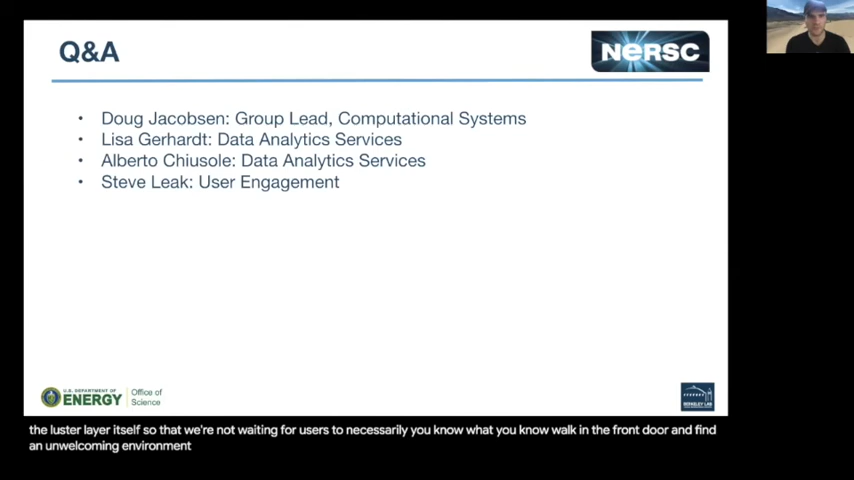 Q&A
NERSC
• Doug Jacobsen: Group Lead, Computational Systems
• Lisa Gerhardt: Data Analytics Services
• Alberto Chiusole: Data Analytics Services
• Steve Leak: User Engagement
U.S. DEPARTMENT OF
ENERGY
Office of
Science
BERKELEY LAB
the luster layer itself so that we're not waiting for users to necessarily you know what you know walk in the front door and find
an unwelcoming environment